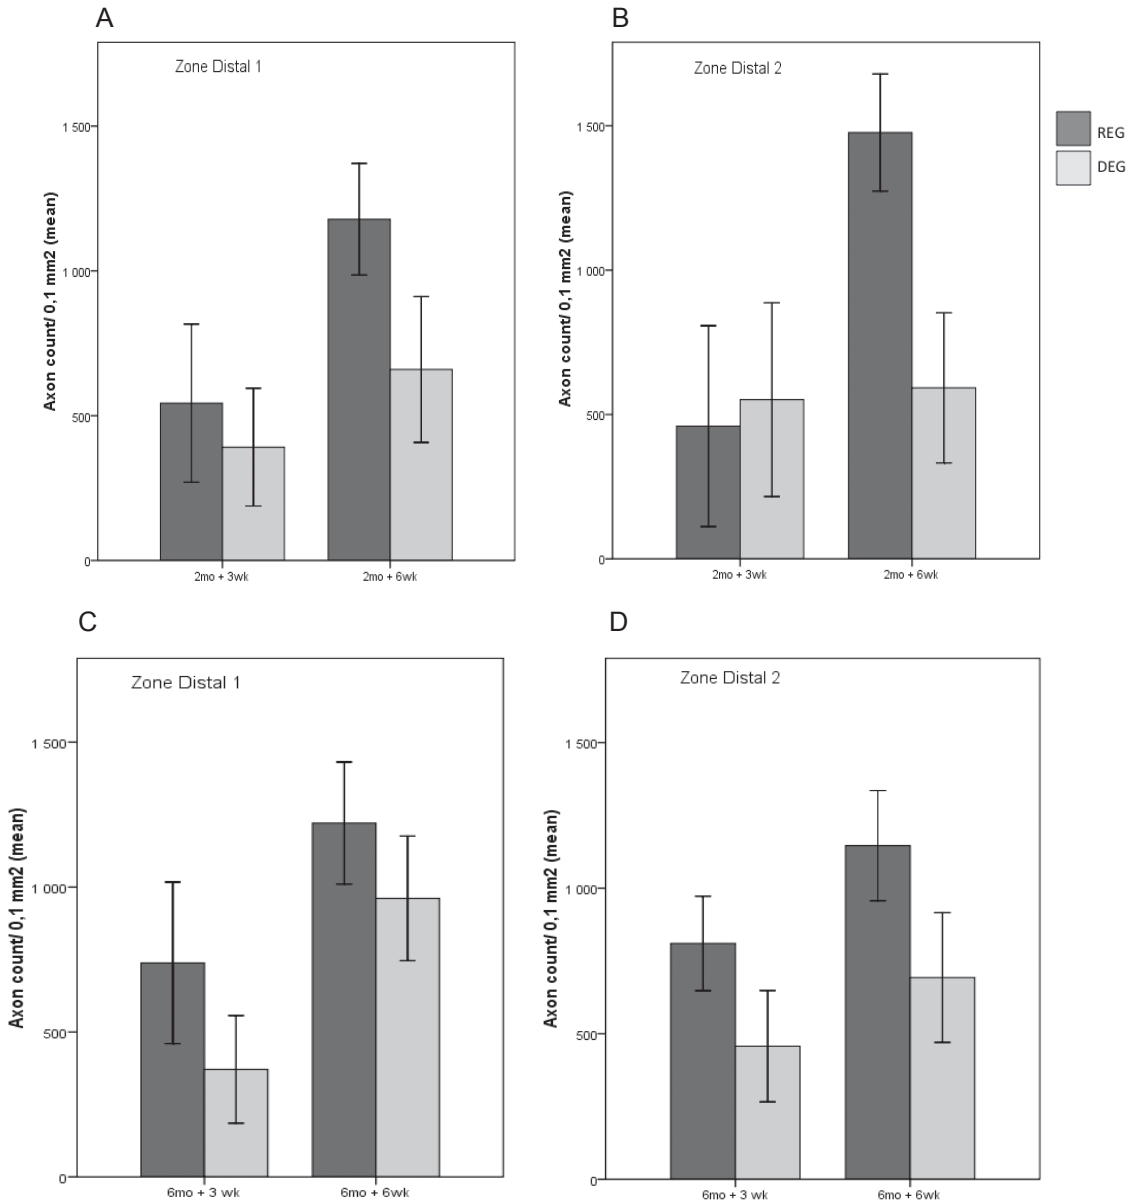 A
Zone Distal 1
Axon count/ 0,1 mm2 (mean)
1 500
1 000
500
0
2mo + 3wk
2mo + 6wk
B
Zone Distal 2
Axon count/ 0,1 mm2 (mean)
1 500
1 000
500
0
2mo + 3wk
2mo + 6wk
REG
DEG
C
Zone Distal 1
Axon count/ 0,1 mm2 (mean)
1 500
1 000
500
0
6mo + 3 wk
6mo + 6wk
D
Zone Distal 2
Axon count/ 0,1 mm2 (mean)
1 500
1 000
500
0
6mo + 3 wk
6mo + 6wk